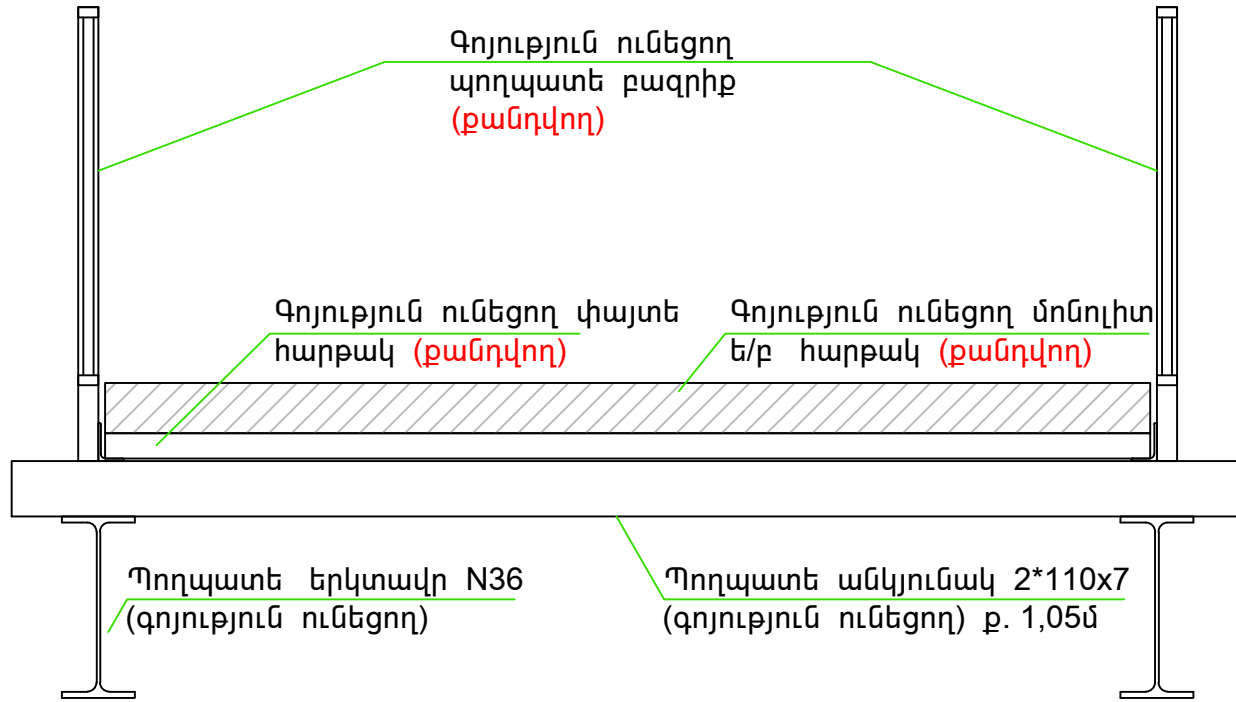 Գոյություն ունեցող
պողպատե բազրիք
(քանդվող)
Գոյություն ունեցող փայտե
հարթակ (քանդվող)
Գոյություն ունեցող մոնոլիտ
ե/բ հարթակ (քանդվող)
Պողպատե երկտավր N36
(գոյություն ունեցող)
Պողպատե անկյունակ 2*110x7
(գոյություն ունեցող) ք. 1,05մ